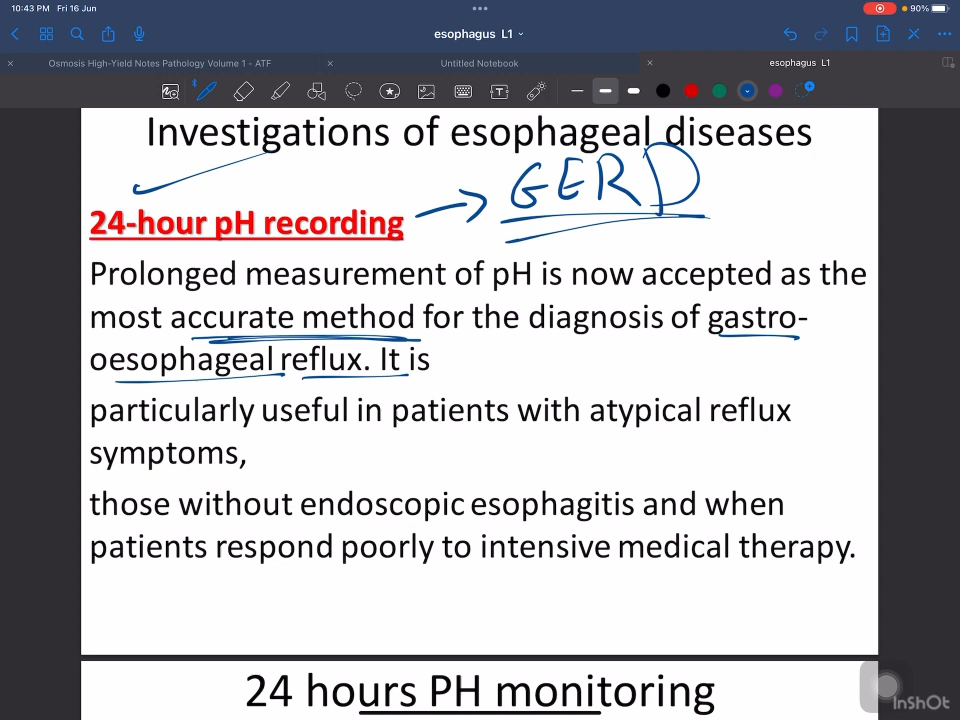 10:43 PM Fri 16 Jun
90%
esophagus L1
Osmosis High-Yield Notes Pathology Volume 1 - ATF
Untitled Notebook
esophagus L1
Investigations of esophageal diseases
GERD
24-hour pH recording
Prolonged measurement of pH is now accepted as the
most accurate method for the diagnosis of gastro-
oesophageal reflux. It is
particularly useful in patients with atypical reflux
symptoms,
those without endoscopic esophagitis and when
patients respond poorly to intensive medical therapy.
24 hours PH monitoring
InShOt